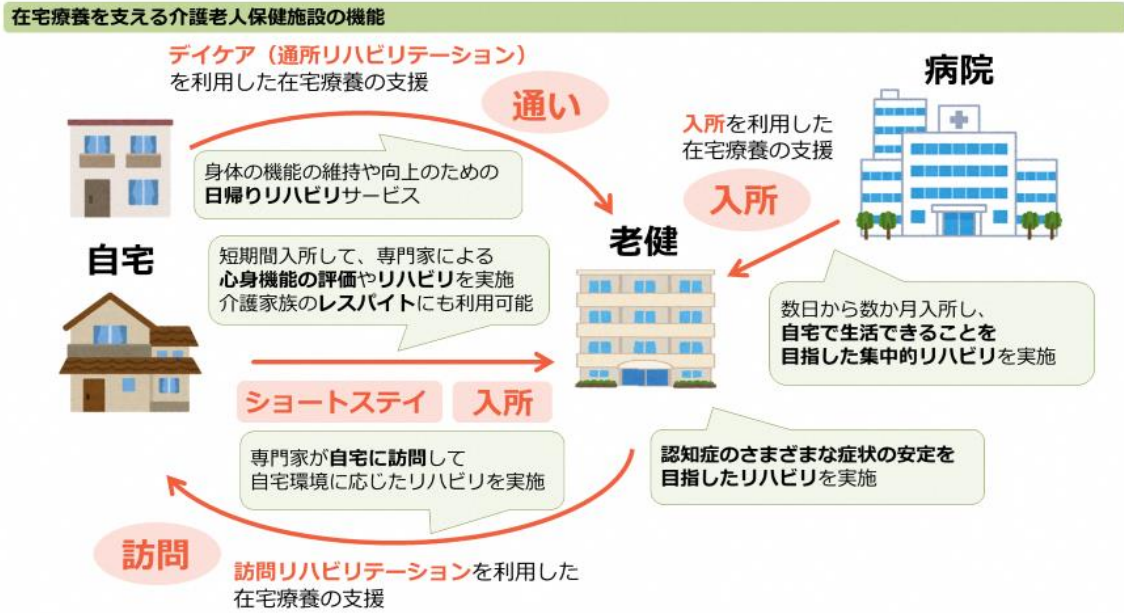 在宅療養を支える介護老人保健施設の機能
デイケア（通所リハビリテーション）
を利用した在宅療養の支援
通い
病院
入所を利用した
在宅療養の支援
入所
身体の機能の維持や向上のための
日帰りリハビリサービス
自宅
老健
短期間入所して、専門家による
心身機能の評価やリハビリを実施
介護家族のレスパイトにも利用可能
数日から数か月入所し、
自宅で生活できることを
目指した集中的リハビリを実施
ショートステイ
入所
専門家が自宅に訪問して
自宅環境に応じたリハビリを実施
認知症のさまざまな症状の安定を
目指したリハビリを実施
訪問
訪問リハビリテーションを利用した
在宅療養の支援